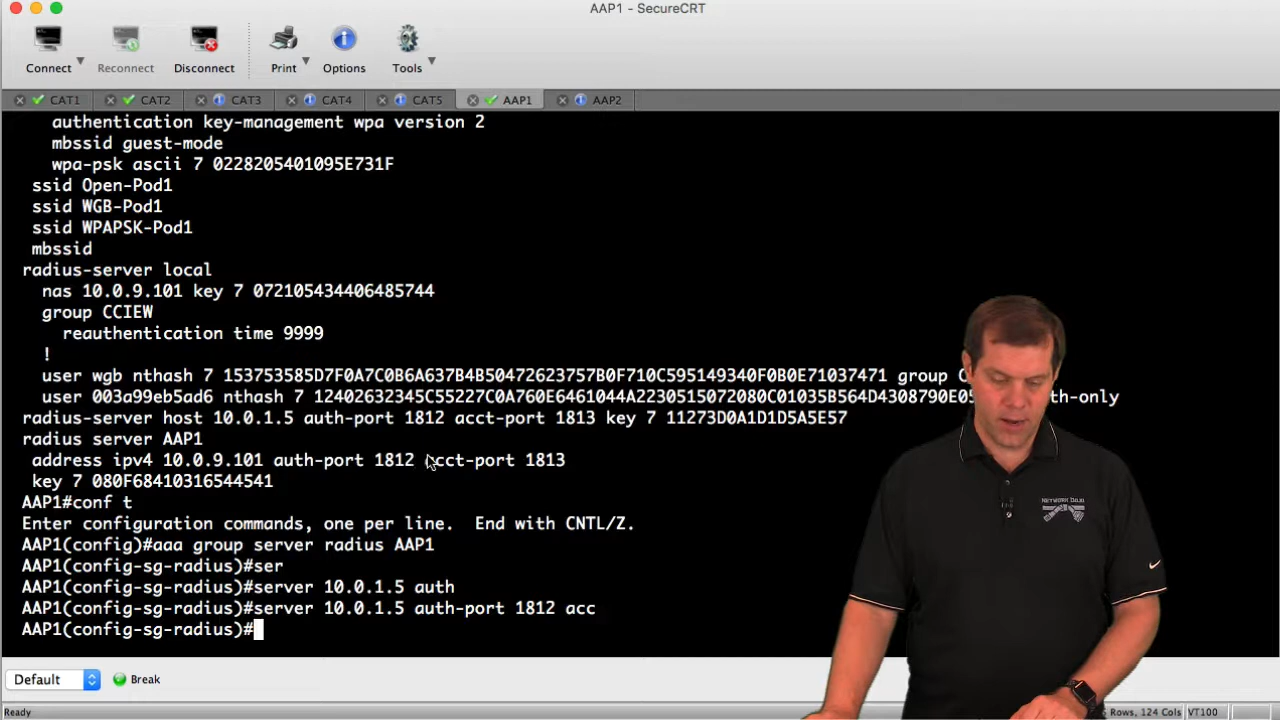 AAP1 - SecureCRT
Connect Reconnect Disconnect Print Options Tools
CAT1 CAT2 CAT3 CAT4 CAT5 AAP1 AAP2
authentication key-management wpa version 2
mbssid guest-mode
wpa-psk ascii 7 0228205401095E731F
ssid Open-Pod1
ssid WGB-Pod1
ssid WPAPSK-Pod1
mbssid
radius-server local
nas 10.0.9.101 key 7 072105434406485744
group CCIEW
reauthentication time 9999
!
user wgb nthash 7 153753585D7F0A7C0B6A637B4B50472623757B0F710C595149340F0B0E71037471 group
user 003a99eb5ad6 nthash 7 12402632345C55227C0A760E6461044A2230515072080C01035B564D4308790E05
radius-server host 10.0.1.5 auth-port 1812 acct-port 1813 key 7 11273D0A1D1D5A5E57
radius server AAP1
address ipv4 10.0.9.101 auth-port 1812 acct-port 1813
key 7 080F68410316544541
AAP1#conf t
Enter configuration commands, one per line. End with CNTL/Z.
AAP1(config)#aaa group server radius AAP1
AAP1(config-sg-radius)#ser
AAP1(config-sg-radius)#server 10.0.1.5 auth
AAP1(config-sg-radius)#server 10.0.1.5 auth-port 1812 acc
AAP1(config-sg-radius)#
NETWORK DOJO
Default Break
Ready Rows, 124 Cols VT100